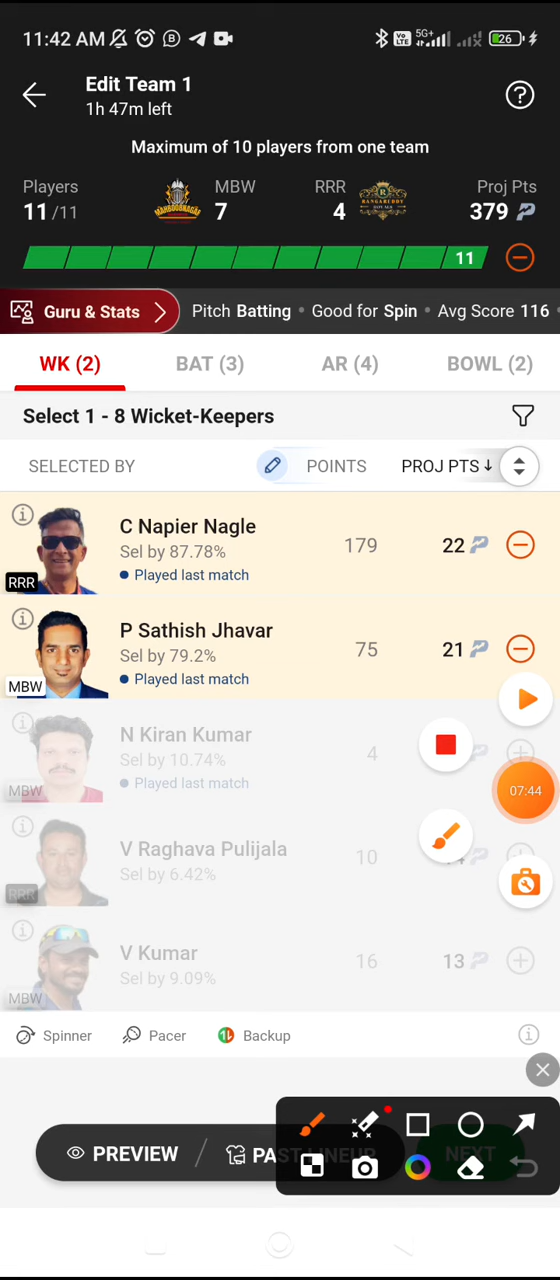 11:42 AM
5G+
26
Edit Team 1
1h 47m left
Maximum of 10 players from one team
Players
11/11
MBW
7
RRR
4
Proj Pts
379
11
Guru & Stats
Pitch Batting • Good for Spin • Avg Score 116
WK (2)
BAT (3)
AR (4)
BOWL (2)
Select 1 - 8 Wicket-Keepers
SELECTED BY
POINTS
PROJ PTS
C Napier Nagle
Sel by 87.78%
Played last match
RRR
179
22
P Sathish Jhavar
Sel by 79.2%
Played last match
MBW
75
21
N Kiran Kumar
Sel by 10.74%
Played last match
MBW
4
07:44
V Raghava Pulijala
Sel by 6.42%
RRR
10
V Kumar
Sel by 9.09%
MBW
16
13
Spinner
Pacer
Backup
PREVIEW
PAST LINEUP
NEXT